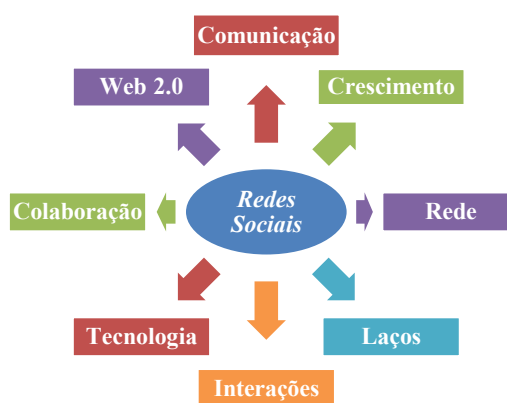 Comunicação
Web 2.0
Crescimento
Colaboração
Redes
Sociais
Rede
Tecnologia
Laços
Interações